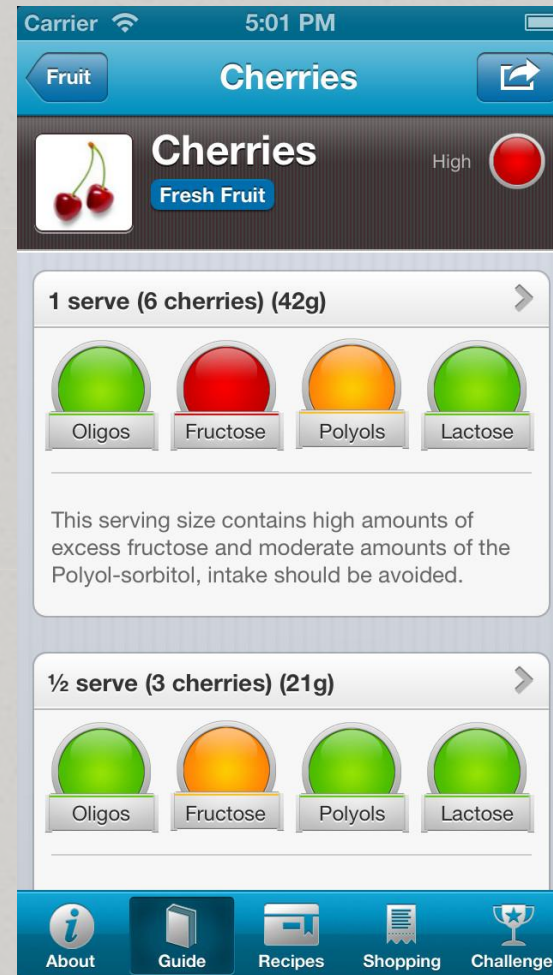 Carrier 5:01 PM
Fruit Cherries
Cherries
High
Fresh Fruit
1 serve (6 cherries) (42g)
Oligos Fructose Polyols Lactose
This serving size contains high amounts of
excess fructose and moderate amounts of the
Polyol-sorbitol, intake should be avoided.
½ serve (3 cherries) (21g)
Oligos Fructose Polyols Lactose
About Guide Recipes Shopping Challenge